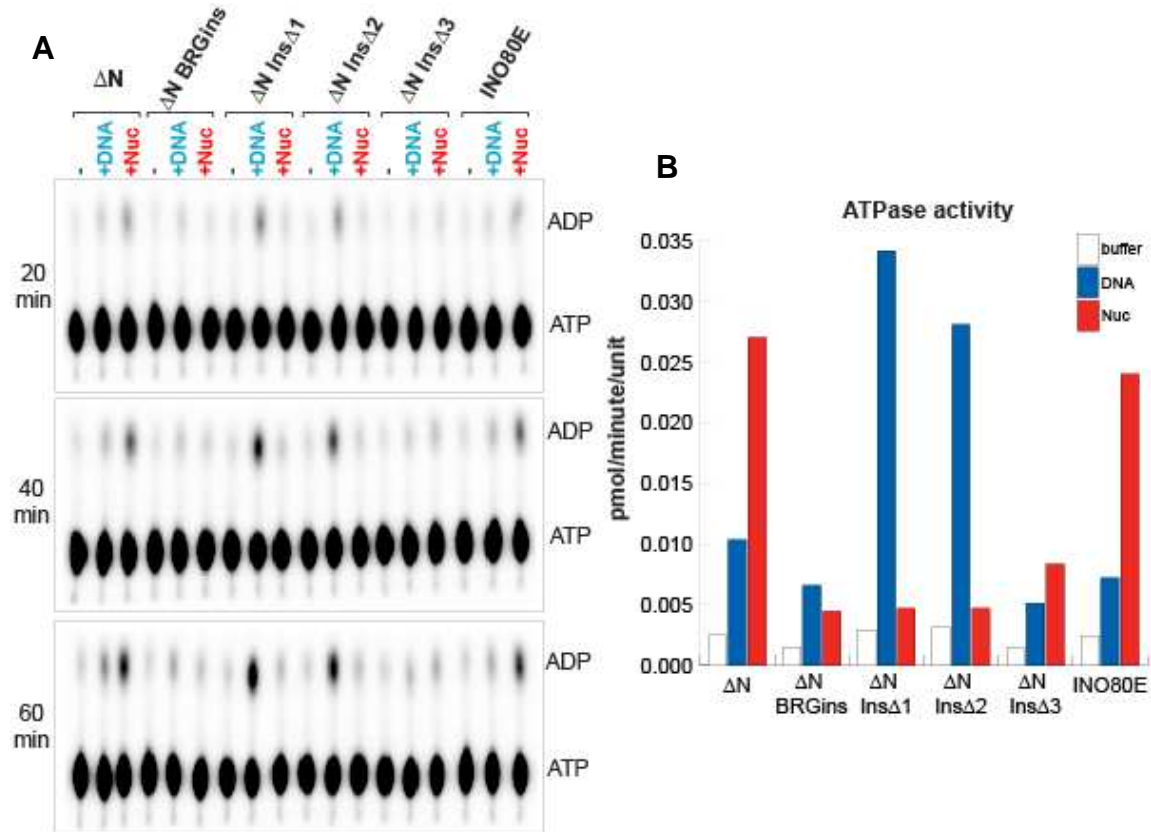 A
ΔN
ΔN BRGins
ΔN InsΔ1
ΔN InsΔ2
ΔN InsΔ3
INO80E
- +DNA +Nuc - +DNA +Nuc - +DNA +Nuc - +DNA +Nuc - +DNA +Nuc - +DNA +Nuc
ADP
20
min
ATP
ADP
40
min
ATP
ADP
60
min
ATP
B
ATPase activity
buffer
DNA
Nuc
pmol/minute/unit
0.035
0.030
0.025
0.020
0.015
0.010
0.005
0.000
ΔN
ΔN
BRGins
ΔN
InsΔ1
ΔN
InsΔ2
ΔN
InsΔ3
INO80E